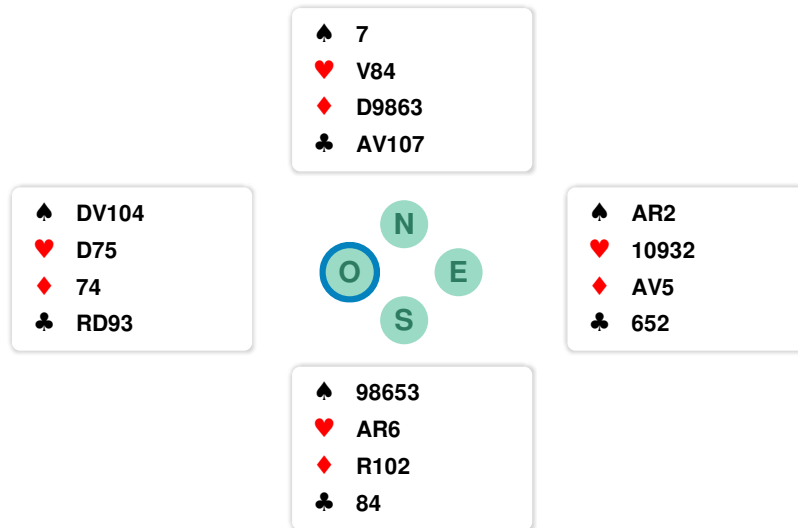 ♠ 7
♥ V84
♦ D9863
♣ AV107
♠ DV104
♥ D75
♦ 74
♣ RD93
N
O E
S
♠ AR2
♥ 10932
♦ AV5
♣ 652
♠ 98653
♥ AR6
♦ R102
♣ 84